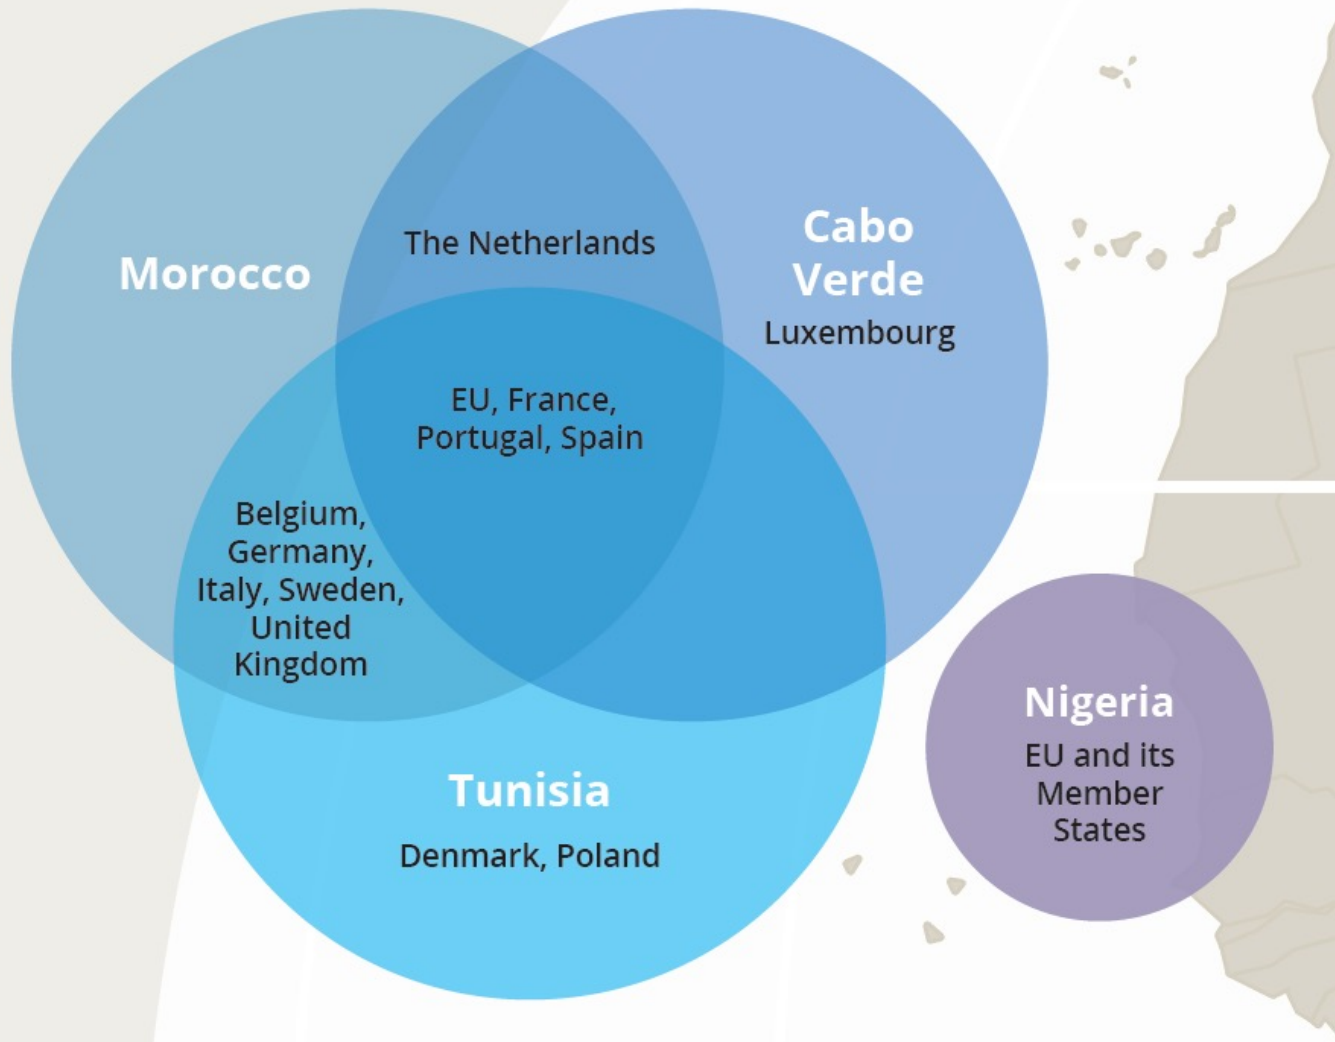 Morocco
The Netherlands
Cabo
Verde
Luxembourg
EU, France,
Portugal, Spain
Belgium,
Germany,
Italy, Sweden,
United
Kingdom
Tunisia
Denmark, Poland
Nigeria
EU and its
Member
States